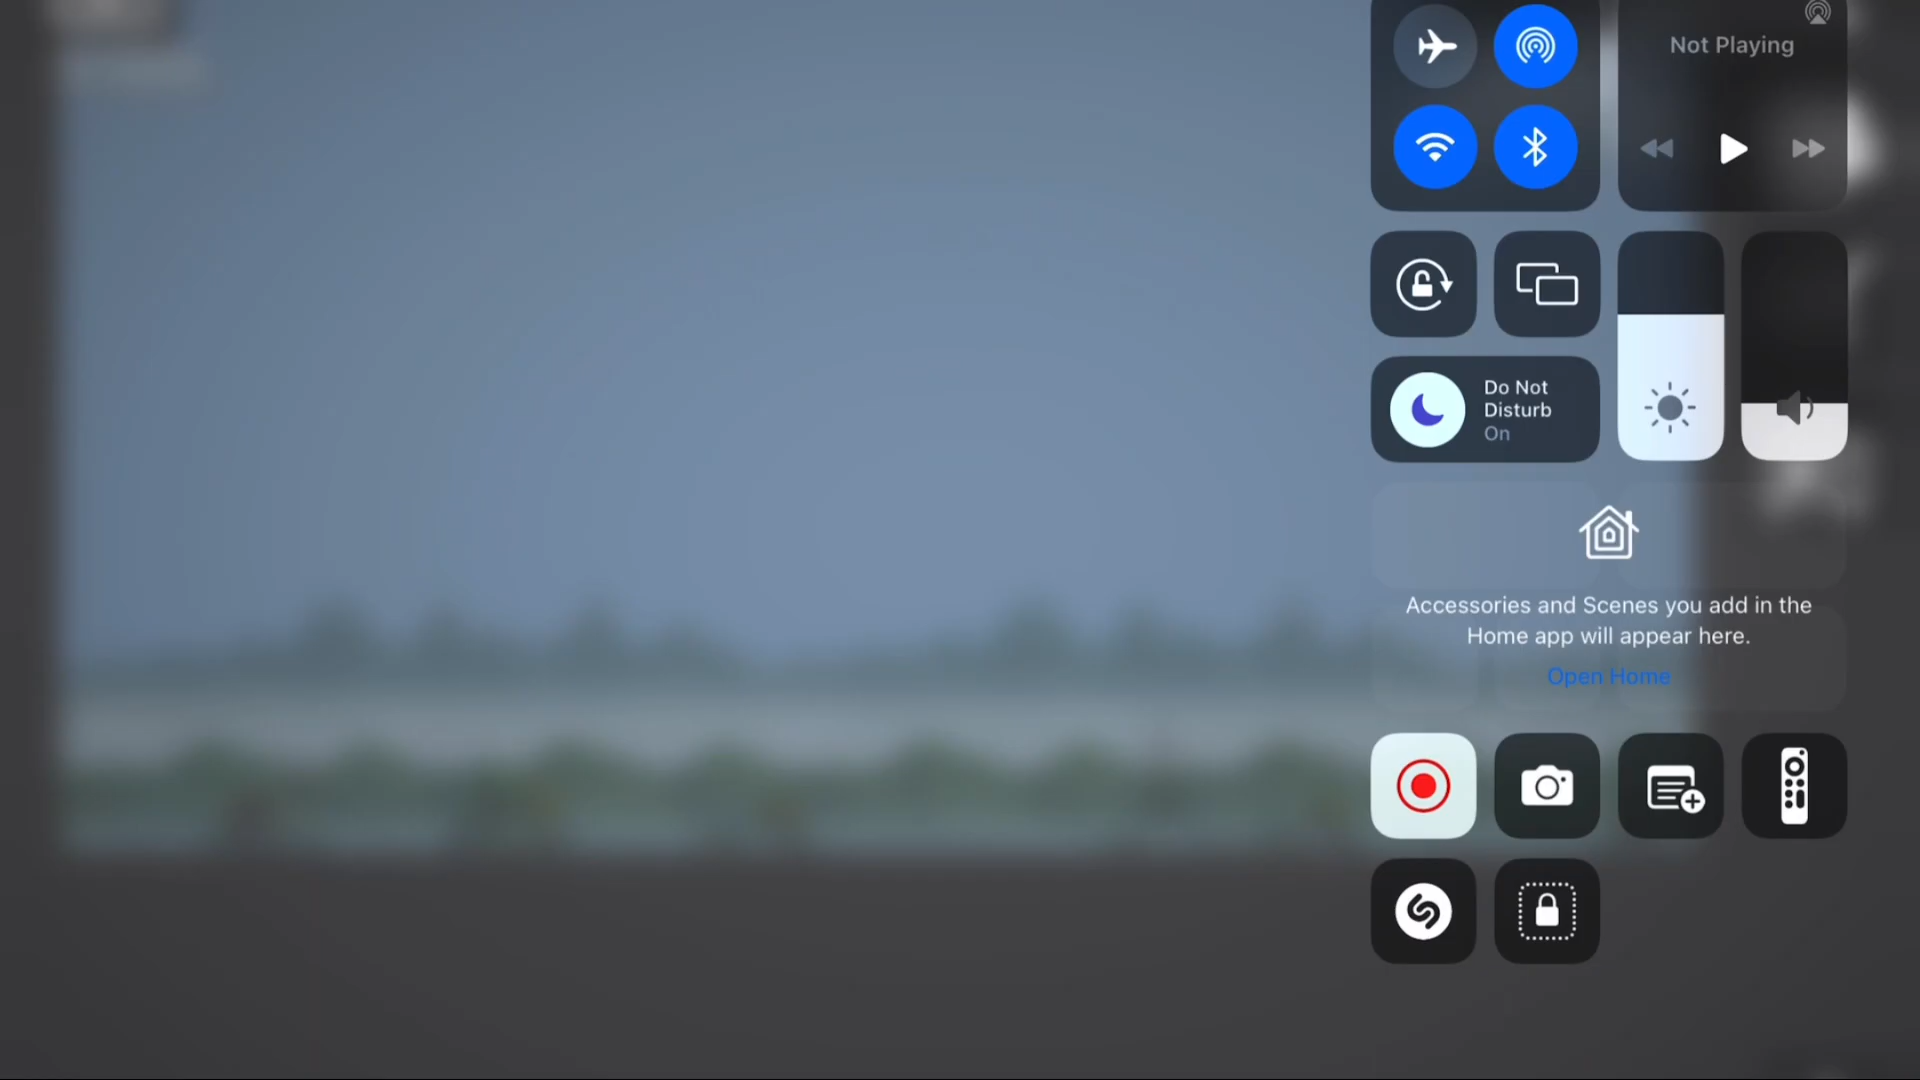 Not Playing
Do Not
Disturb
On
Accessories and Scenes you add in the
Home app will appear here.
Open Home